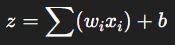 z = ∑(wᵢxᵢ) + b